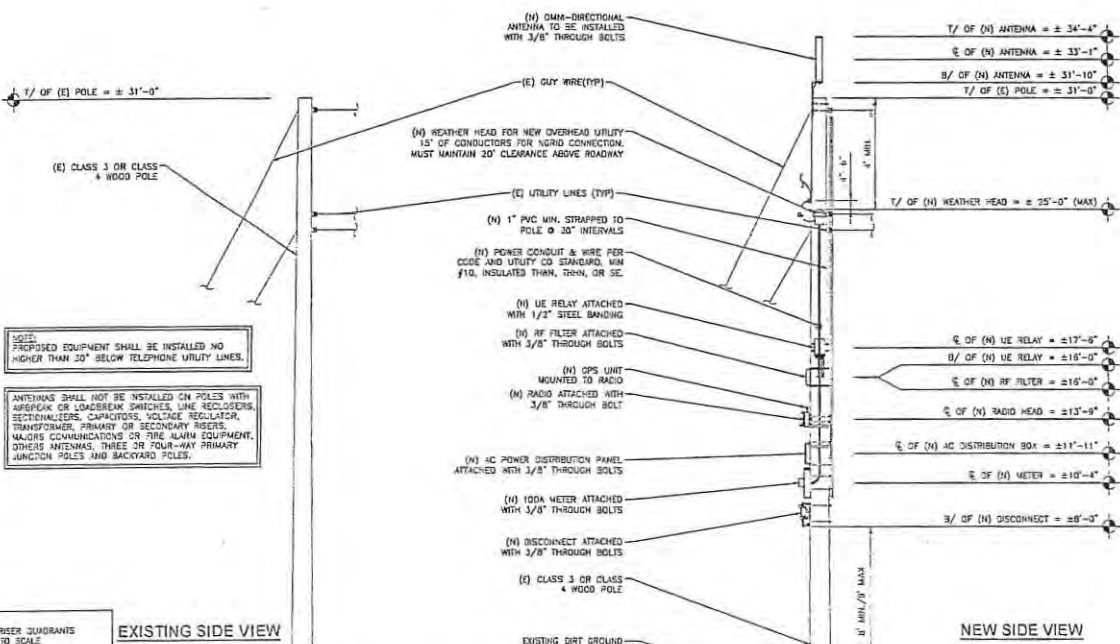 (N) OMNI-DIRECTIONAL
ANTENNA TO BE INSTALLED
WITH 3/8" THROUGH BOLTS
T/ OF (N) ANTENNA = ± 34'-4"
℄ OF (N) ANTENNA = ± 33'-1"
B/ OF (N) ANTENNA = ± 31'-10"
T/ OF (E) POLE = ± 31'-0"
T/ OF (E) POLE = ± 31'-0"
(E) GUY WIRE(TYP)
(N) WEATHER HEAD FOR NEW OVERHEAD UTILITY
15' OF CONDUCTORS FOR NGRID CONNECTION.
MUST MAINTAIN 20' CLEARANCE ABOVE ROADWAY
4'-6"
4' MIN.
(E) CLASS 3 OR CLASS
4 WOOD POLE
(E) UTILITY LINES (TYP)
T/ OF (N) WEATHER HEAD = ± 25'-0" (MAX)
(N) 1" PVC MIN. STRAPPED TO
POLE @ 30" INTERVALS
(N) POWER CONDUIT & WIRE PER
CODE AND UTILITY CO STANDARD, MIN
#10, INSULATED THWN, THHN, OR SE.
(N) UE RELAY ATTACHED
WITH 1/2" STEEL BANDING
(N) RF FILTER ATTACHED
WITH 3/8" THROUGH BOLTS
NOTE:
PROPOSED EQUIPMENT SHALL BE INSTALLED NO
HIGHER THAN 30" BELOW TELEPHONE UTILITY LINES.
℄ OF (N) UE RELAY = ±17'-6"
B/ OF (N) UE RELAY = ±16'-0"
℄ OF (N) RF FILTER = ±16'-0"
(N) GPS UNIT
MOUNTED TO RADIO
(N) RADIO ATTACHED WITH
3/8" THROUGH BOLT
℄ OF (N) RADIO HEAD = ±13'-9"
ANTENNAS SHALL NOT BE INSTALLED ON POLES WITH
AIRBREAK OR LOADBREAK SWITCHES, LINE RECLOSERS,
SECTIONALIZERS, CAPACITORS, VOLTAGE REGULATOR,
TRANSFORMER, PRIMARY OR SECONDARY RISERS,
MAJORS COMMUNICATIONS OR FIRE ALARM EQUIPMENT,
OTHERS ANTENNAS, THREE OR FOUR-WAY PRIMARY
JUNCTION POLES AND BACKYARD POLES.
(N) AC POWER DISTRIBUTION PANEL
ATTACHED WITH 3/8" THROUGH BOLTS
℄ OF (N) AC DISTRIBUTION BOX = ±11'-11"
(N) 100A METER ATTACHED
WITH 3/8" THROUGH BOLTS
℄ OF (N) METER = ±10'-4"
(N) DISCONNECT ATTACHED
WITH 3/8" THROUGH BOLTS
B/ OF (N) DISCONNECT = ±8'-0"
(E) CLASS 3 OR CLASS
4 WOOD POLE
8' MIN./9' MAX
RISER QUADRANTS
TO SCALE
EXISTING SIDE VIEW
EXISTING DIRT GROUND
NEW SIDE VIEW